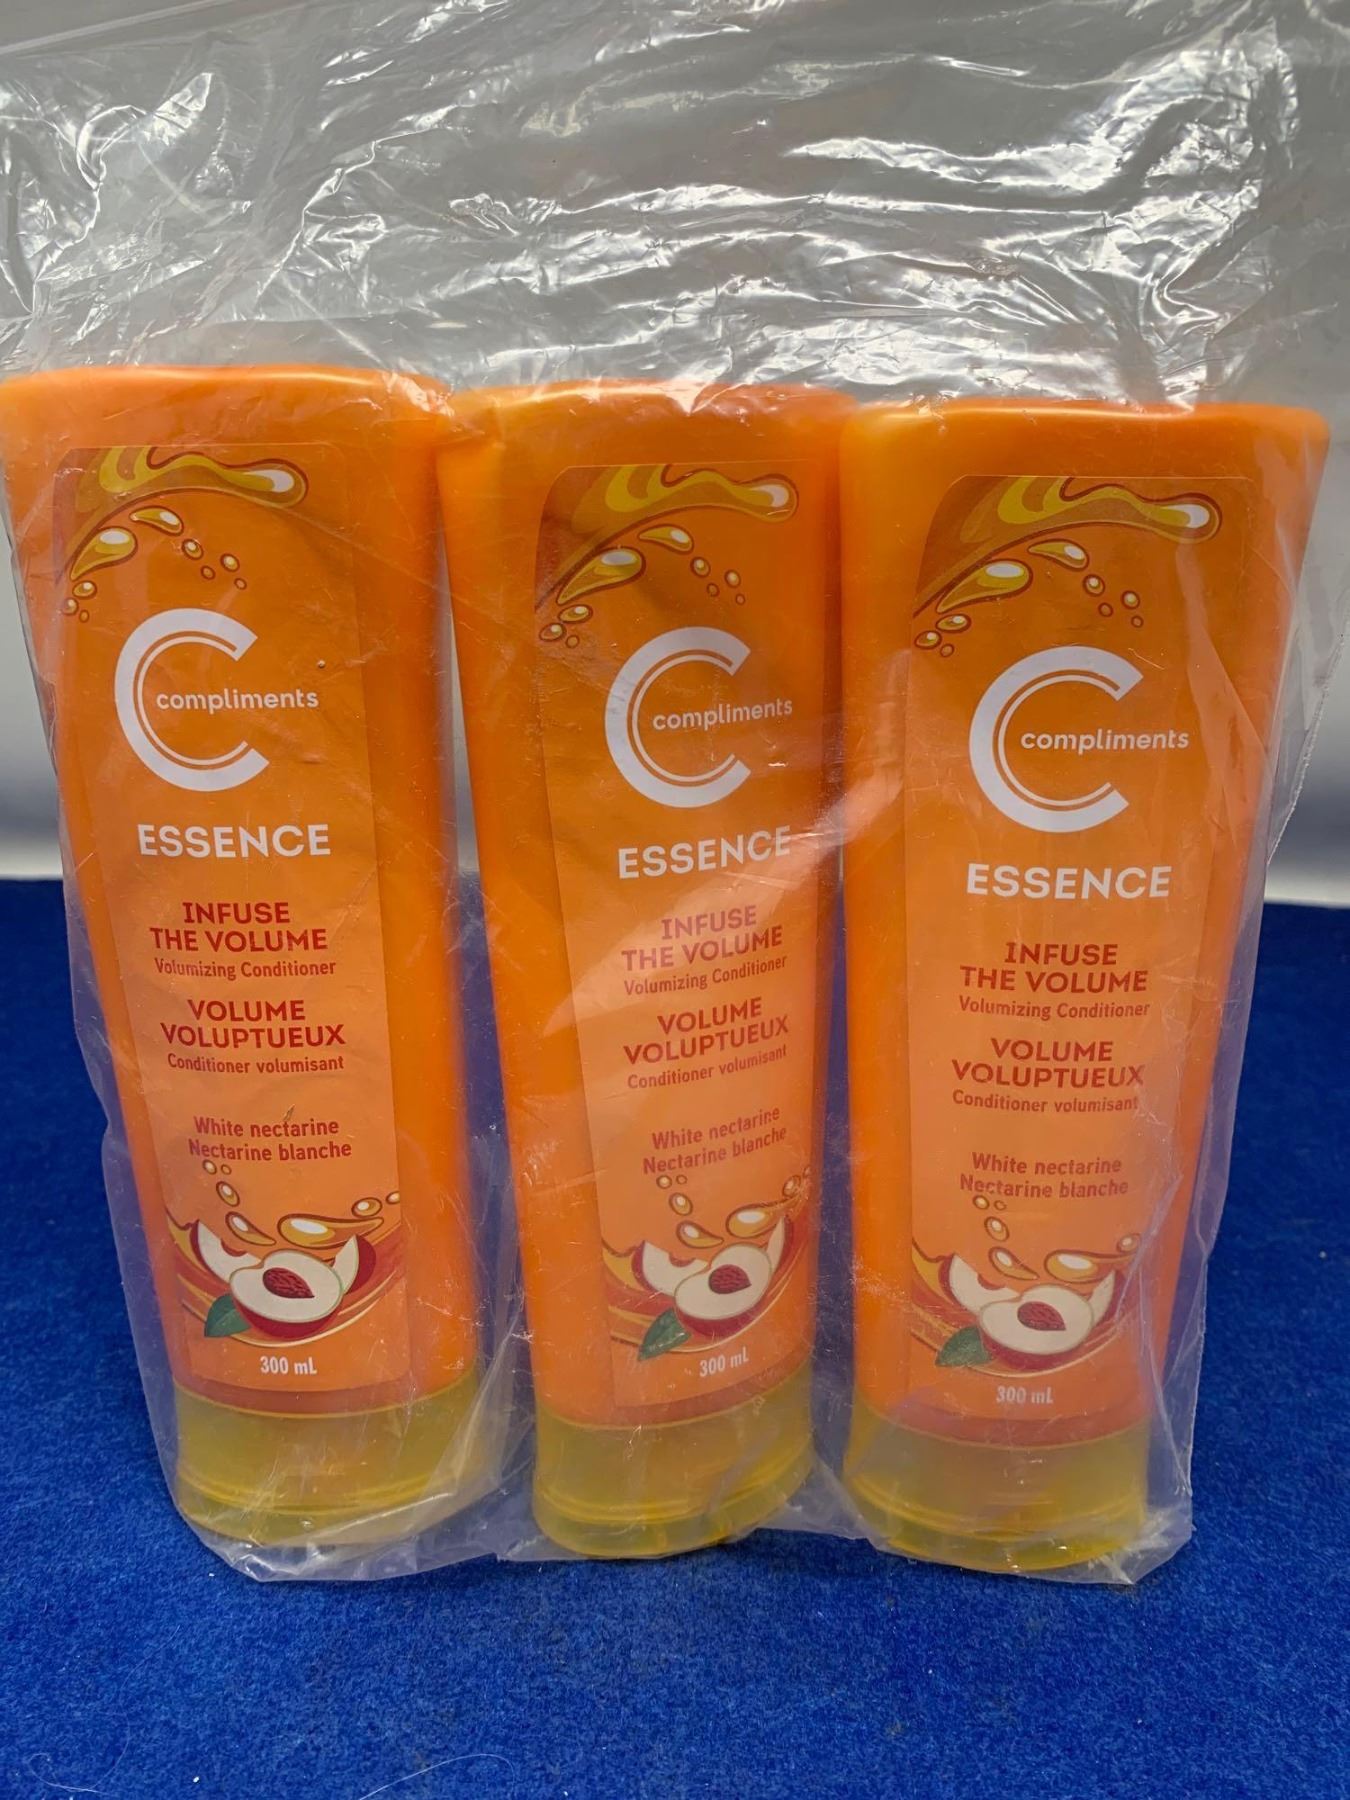 compliments
ESSENCE
INFUSE
THE VOLUME
Volumizing Conditioner
VOLUME
VOLUPTUEUX
Conditioner volumisant
White nectarine
Nectarine blanche
300 mL
compliments
ESSENCE
INFUSE
THE VOLUME
Volumizing Conditioner
VOLUME
VOLUPTUEUX
Conditioner volumisant
White nectarine
Nectarine blanche
300 mL
compliments
ESSENCE
INFUSE
THE VOLUME
Volumizing Conditioner
VOLUME
VOLUPTUEUX
Conditioner volumisant
White nectarine
Nectarine blanche
300 mL